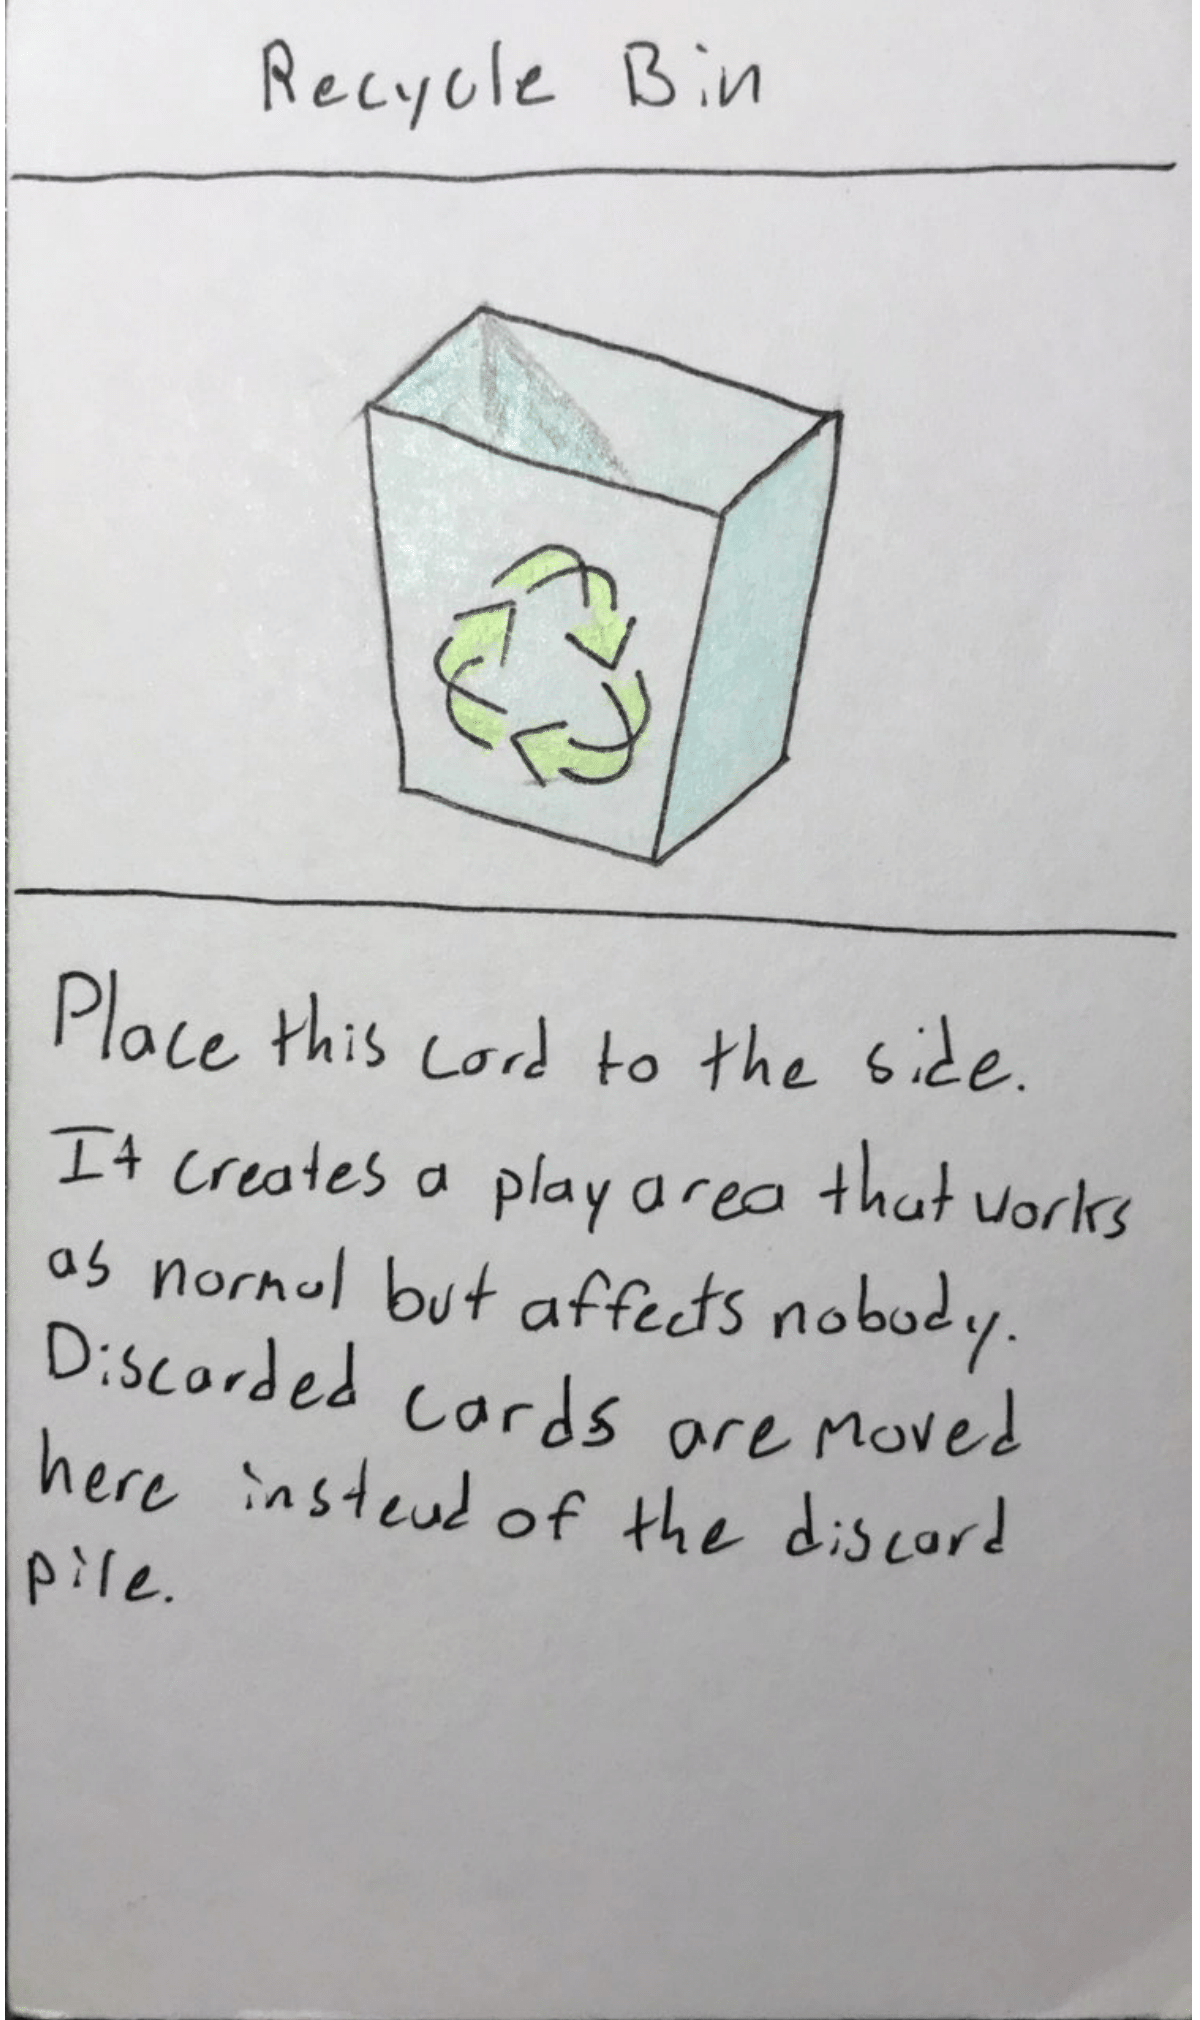 Recycle Bin
Place this card to the side.
It creates a play area that works
as normal but affects nobody.
Discarded cards are moved
here instead of the discard
pile.